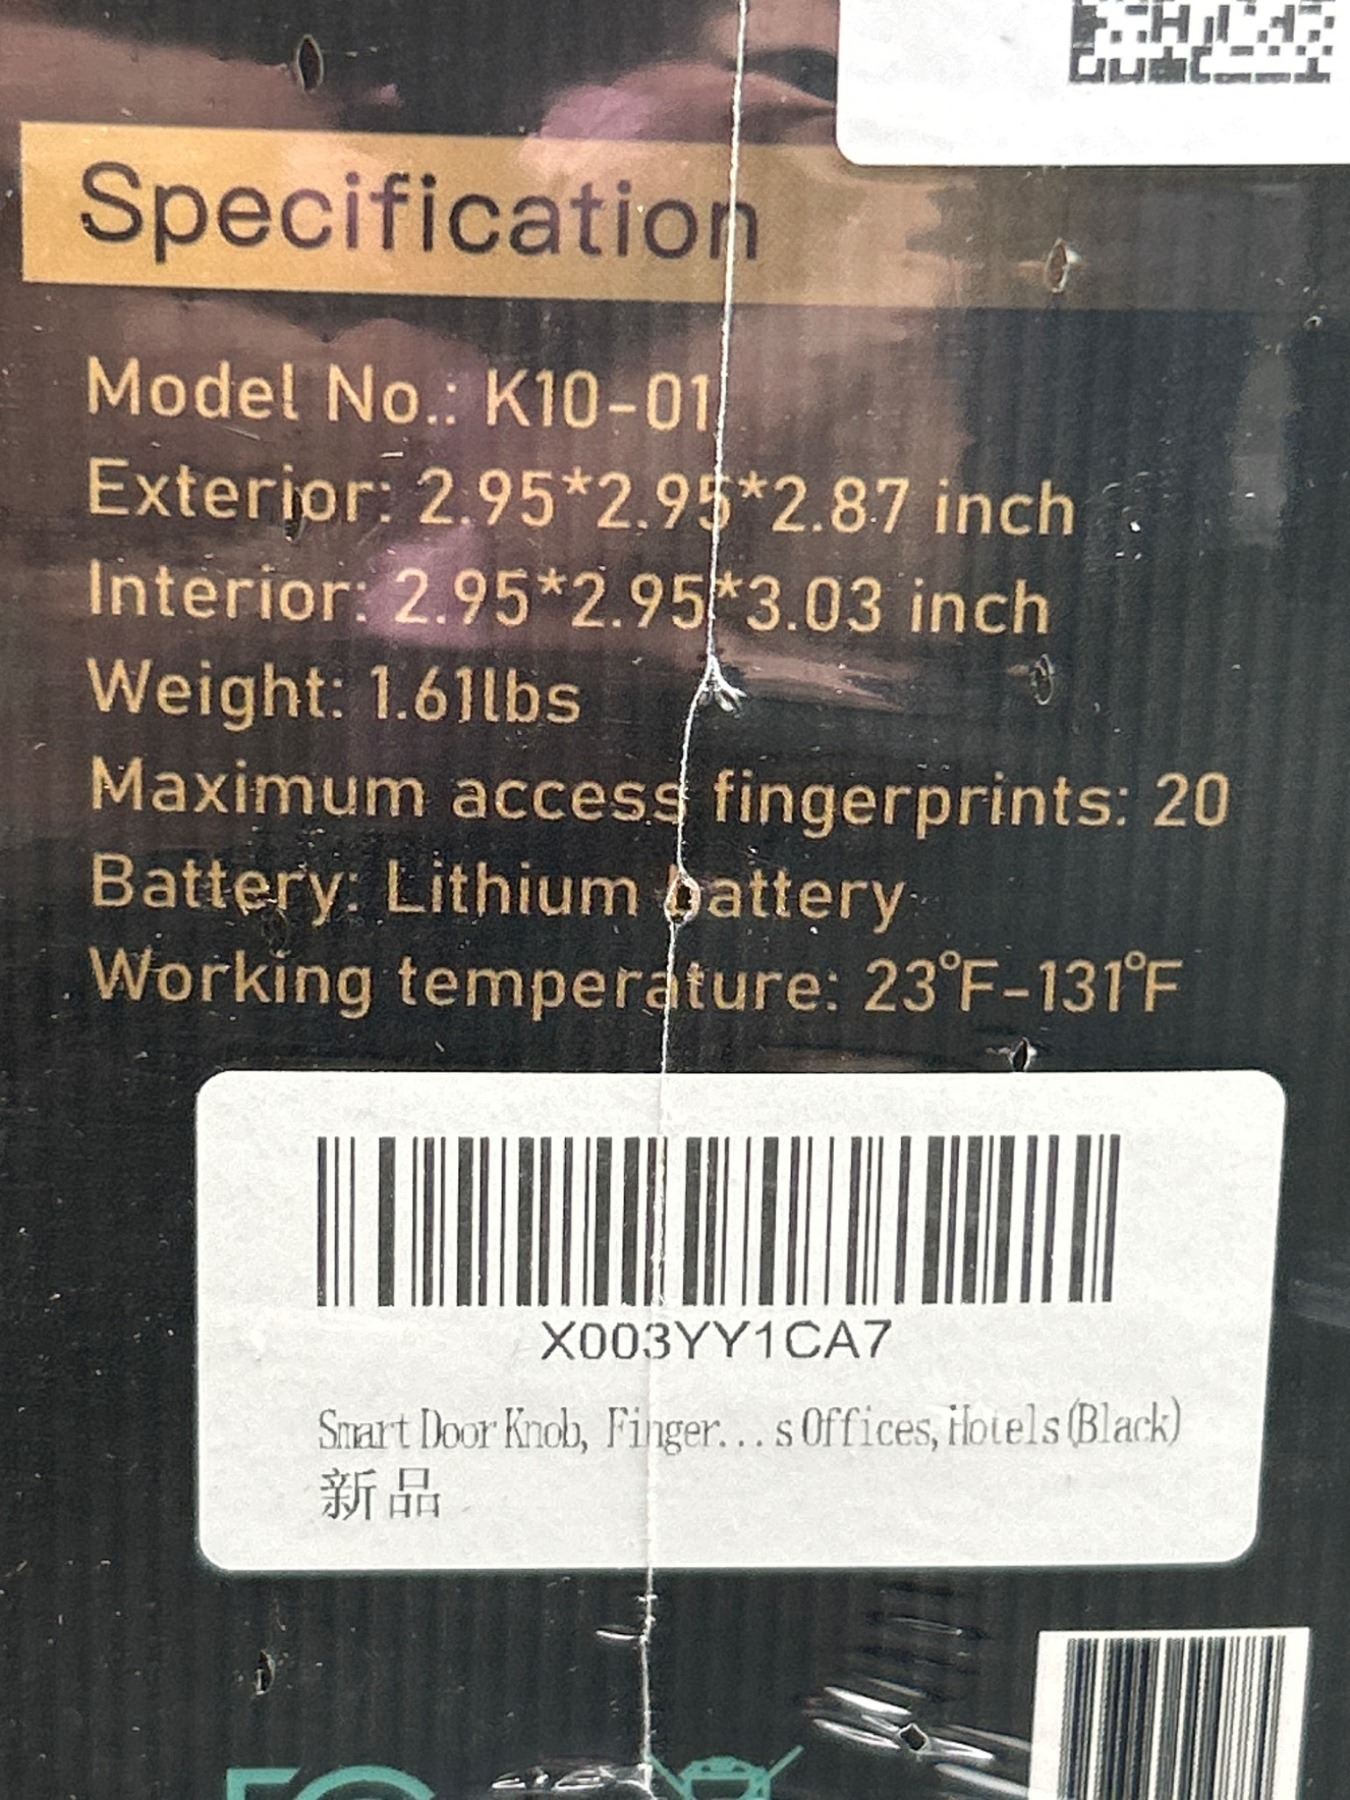 Specification
Model No.: K10-01
Exterior: 2.95*2.95*2.87 inch
Interior: 2.95*2.95*3.03 inch
Weight: 1.61lbs
Maximum access fingerprints: 20
Battery: Lithium battery
Working temperature: 23°F-131°F
X003YY1CA7
Smart Door Knob, Finger...s Offices, Hotels(Black)
新品